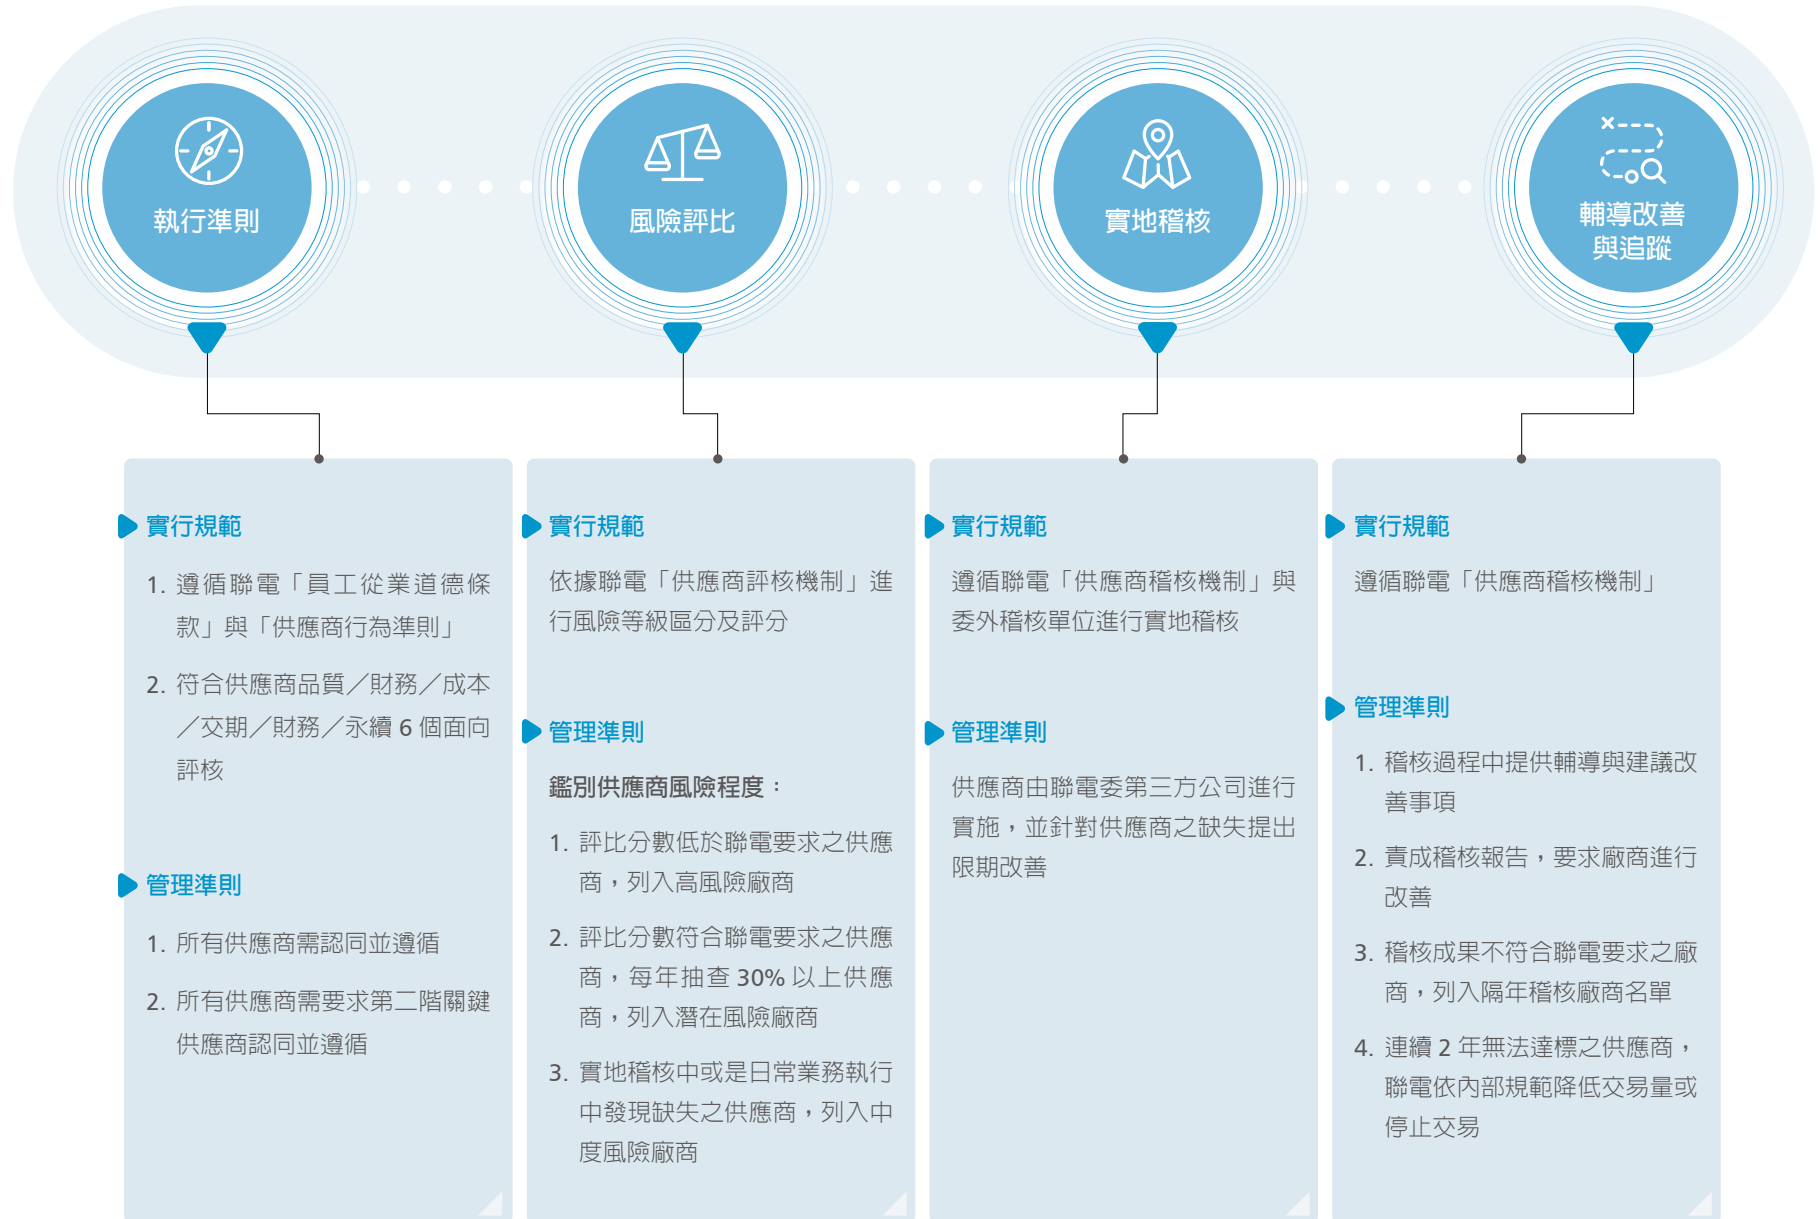 執行準則
風險評比
實地稽核
輔導改善
與追蹤
實行規範
1. 遵循聯電「員工從業道德條
款」與「供應商行為準則」
2. 符合供應商品質／財務／成本
／交期／財務／永續 6 個面向
評核
管理準則
1. 所有供應商需認同並遵循
2. 所有供應商需要求第二階關鍵
供應商認同並遵循
實行規範
依據聯電「供應商評核機制」進
行風險等級區分及評分
管理準則
鑑別供應商風險程度：
1. 評比分數低於聯電要求之供應
商，列入高風險廠商
2. 評比分數符合聯電要求之供應
商，每年抽查 30% 以上供應
商，列入潛在風險廠商
3. 實地稽核中或是日常業務執行
中發現缺失之供應商，列入中
度風險廠商
實行規範
遵循聯電「供應商稽核機制」與
委外稽核單位進行實地稽核
管理準則
供應商由聯電委第三方公司進行
實施，並針對供應商之缺失提出
限期改善
實行規範
遵循聯電「供應商稽核機制」
管理準則
1. 稽核過程中提供輔導與建議改
善事項
2. 責成稽核報告，要求廠商進行
改善
3. 稽核成果不符合聯電要求之廠
商，列入隔年稽核廠商名單
4. 連續 2 年無法達標之供應商，
聯電依內部規範降低交易量或
停止交易